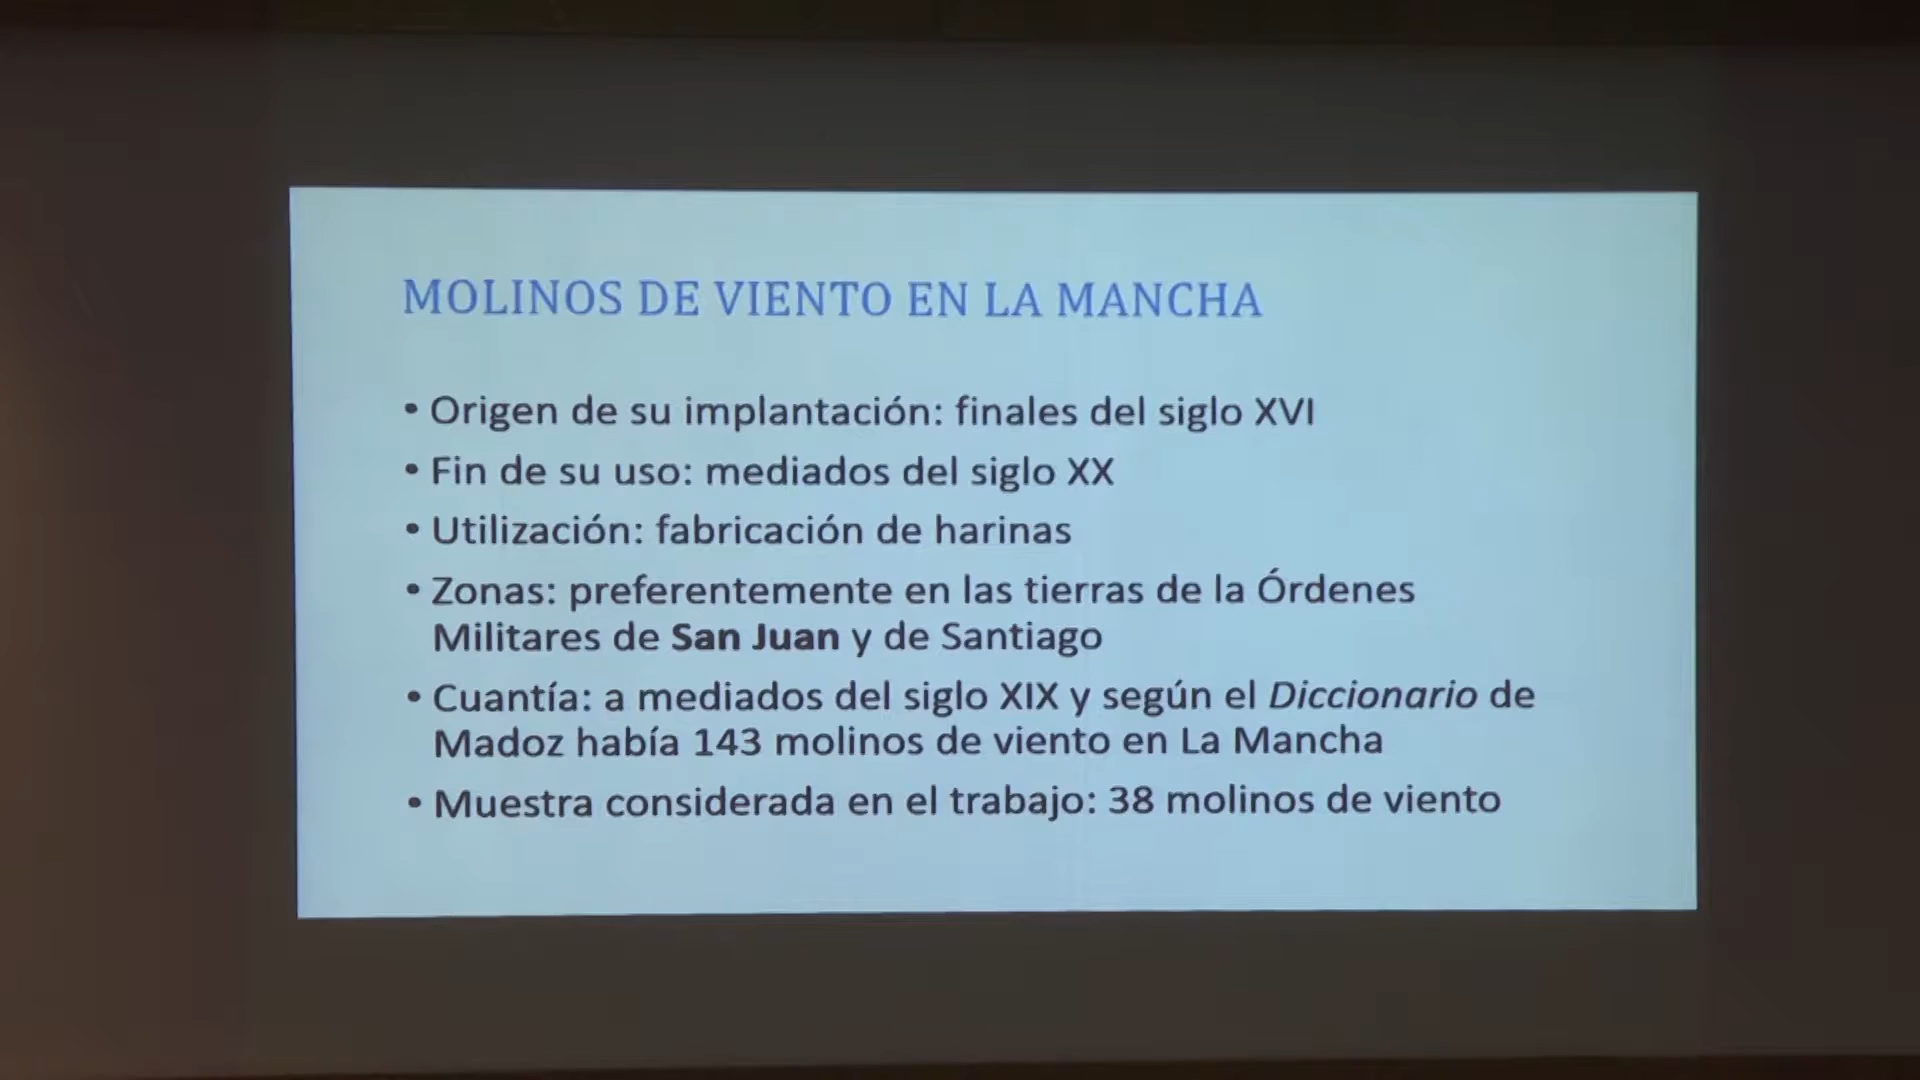 MOLINOS DE VIENTO EN LA MANCHA
• Origen de su implantación: finales del siglo XVI
• Fin de su uso: mediados del siglo XX
• Utilización: fabricación de harinas
• Zonas: preferentemente en las tierras de la Órdenes
Militares de San Juan y de Santiago
• Cuantía: a mediados del siglo XIX y según el Diccionario de
Madoz había 143 molinos de viento en La Mancha
• Muestra considerada en el trabajo: 38 molinos de viento